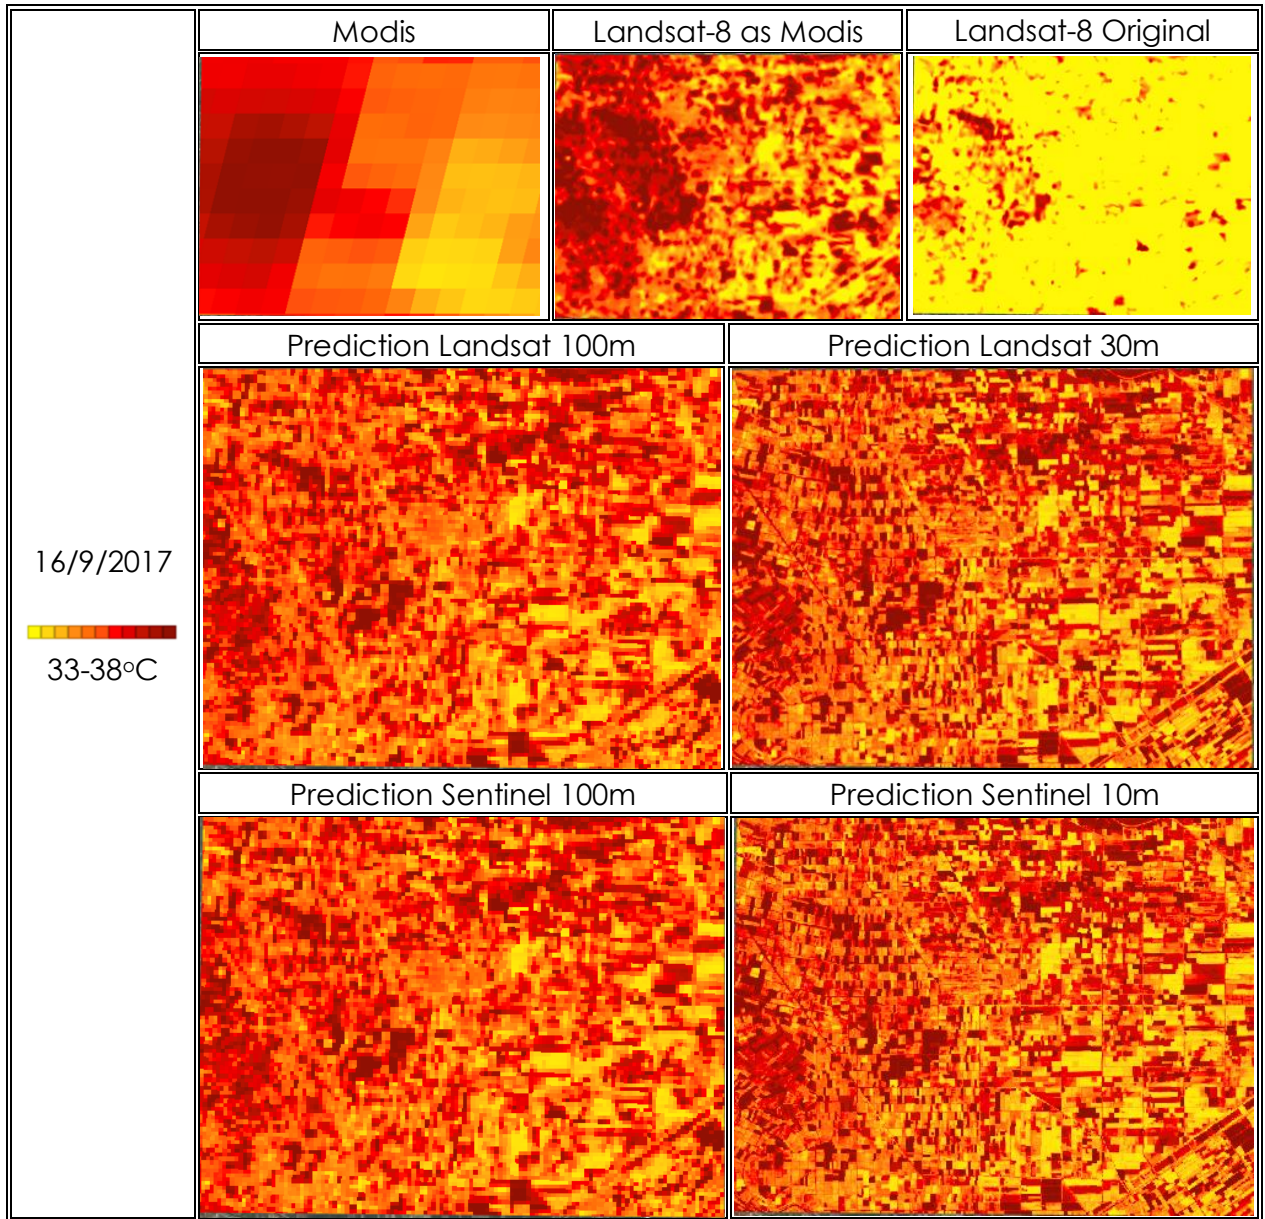 Modis
Landsat-8 as Modis
Landsat-8 Original
Prediction Landsat 100m
Prediction Landsat 30m
16/9/2017
33-38°C
Prediction Sentinel 100m
Prediction Sentinel 10m